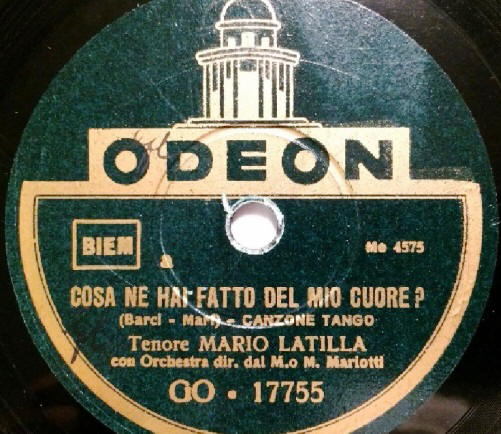 ODEON
BIEM
a
Mo 4575
COSA NE HAI FATTO DEL MIO CUORE?
(Barci - Mari) - CANZONE TANGO
Tenore MARIO LATILLA
con Orchestra dir. dal M.o M. Mariotti
GO • 17755